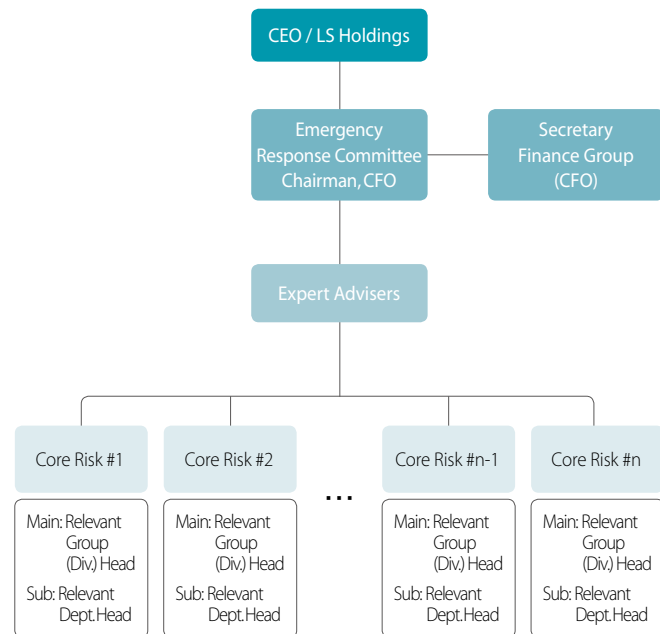 CEO / LS Holdings
Emergency
Response Committee
Chairman, CFO
Secretary
Finance Group
(CFO)
Expert Advisers
Core Risk #1
Core Risk #2
...
Core Risk #n-1
Core Risk #n
Main: Relevant
Group
(Div.) Head
Sub: Relevant
Dept. Head
Main: Relevant
Group
(Div.) Head
Sub: Relevant
Dept. Head
Main: Relevant
Group
(Div.) Head
Sub: Relevant
Dept. Head
Main: Relevant
Group
(Div.) Head
Sub: Relevant
Dept. Head